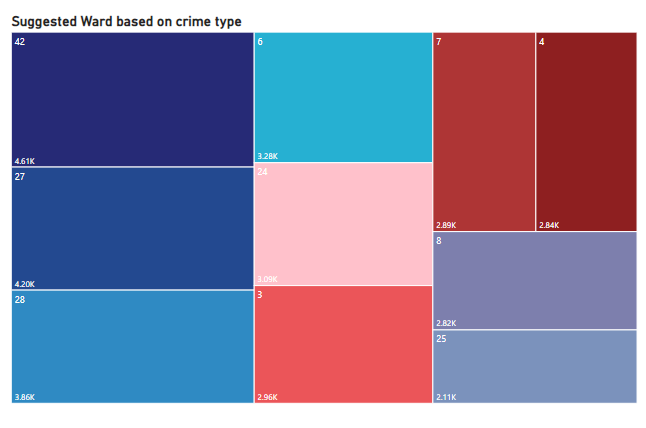 Suggested Ward based on crime type
42
4.61K
27
4.20K
28
3.86K
6
3.28K
24
3.09K
3
2.96K
7
2.89K
4
2.84K
8
2.82K
25
2.11K